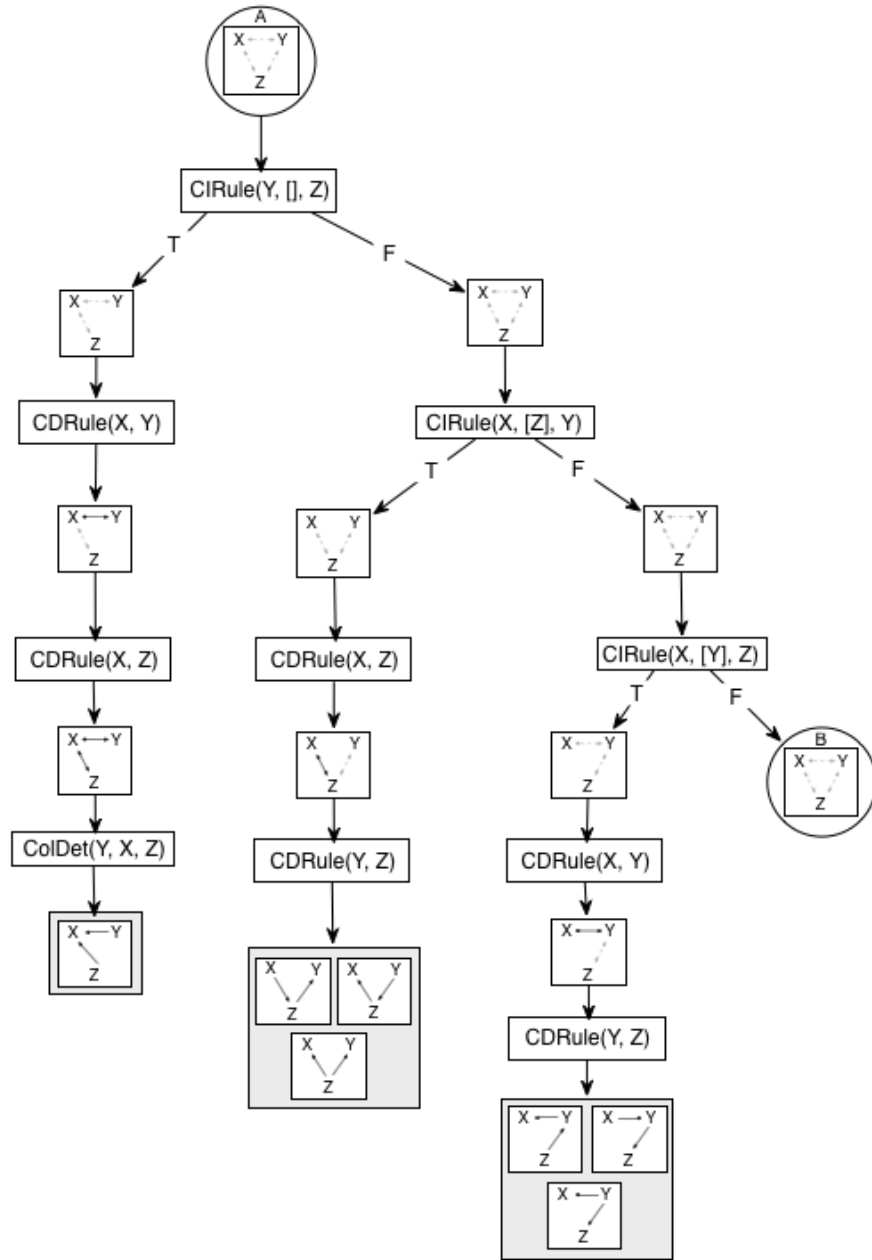 A
X Y
Z
CIRule(Y, [], Z)
T
F
X Y
Z
X Y
Z
CDRule(X, Y)
CIRule(X, [Z], Y)
T
F
X Y
Z
X Y
Z
X Y
Z
CDRule(X, Z)
CDRule(X, Z)
CIRule(X, [Y], Z)
T
F
X Y
Z
X Y
Z
X Y
Z
B
X Y
Z
ColDet(Y, X, Z)
CDRule(Y, Z)
CDRule(X, Y)
X Y
Z
X Y
Z
X Y
Z
X Y
Z
X Y
Z
CDRule(Y, Z)
X Y
Z
X Y
Z
X Y
Z